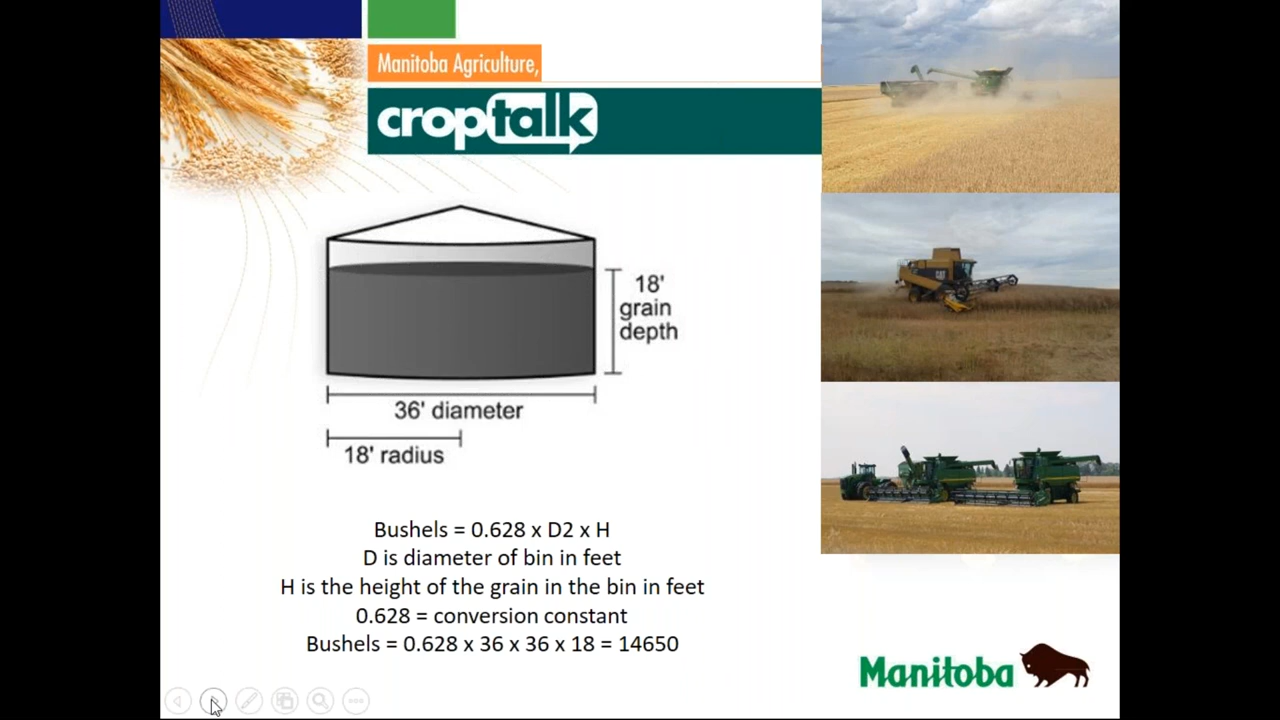 Manitoba Agriculture,
croptalk
18'
grain
depth
36' diameter
18' radius
Bushels = 0.628 x D2 x H
D is diameter of bin in feet
H is the height of the grain in the bin in feet
0.628 = conversion constant
Bushels = 0.628 x 36 x 36 x 18 = 14650
Manitoba